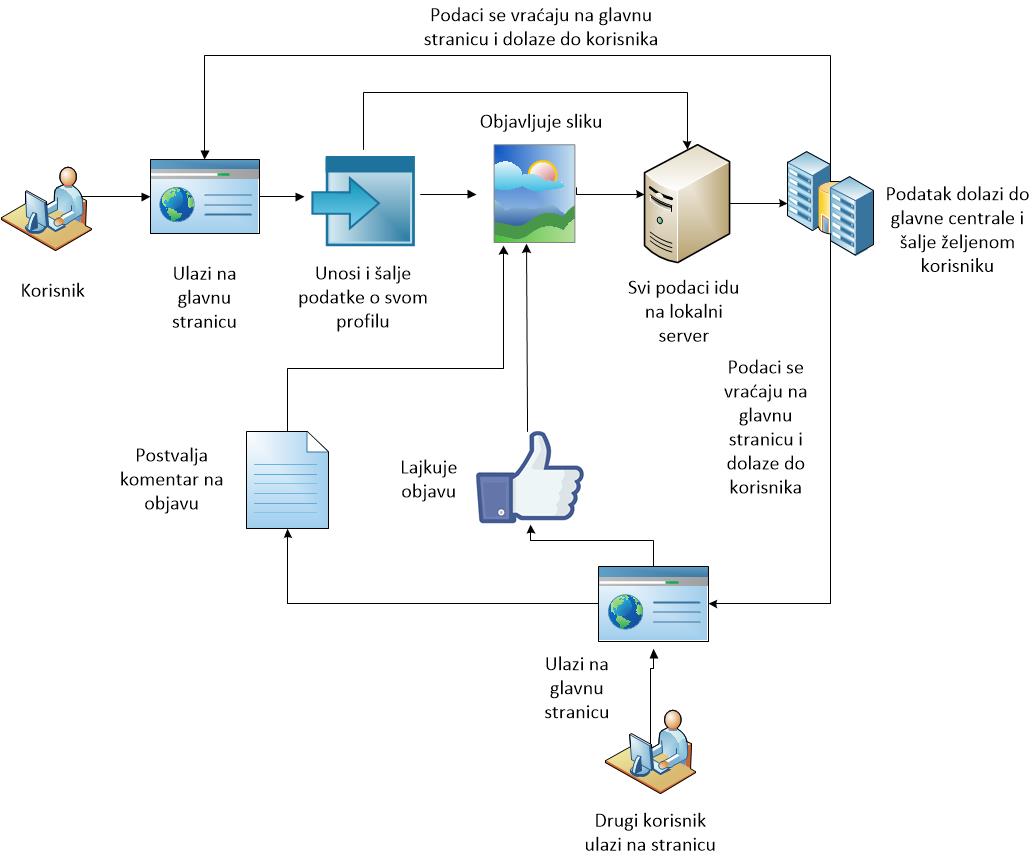 Podaci se vraćaju na glavnu
stranicu i dolaze do korisnika
Objavljuje sliku
Korisnik
Ulazi na
glavnu
stranicu
Unosi i šalje
podatke o svom
profilu
Svi podaci idu
na lokalni
server
Podatak dolazi do
glavne centrale i
šalje željenom
korisniku
Podaci se
vraćaju na
glavnu
stranicu i
dolaze do
korisnika
Postvalja
komentar na
objavu
Lajkuje
objavu
Ulazi na
glavnu
stranicu
Drugi korisnik
ulazi na stranicu